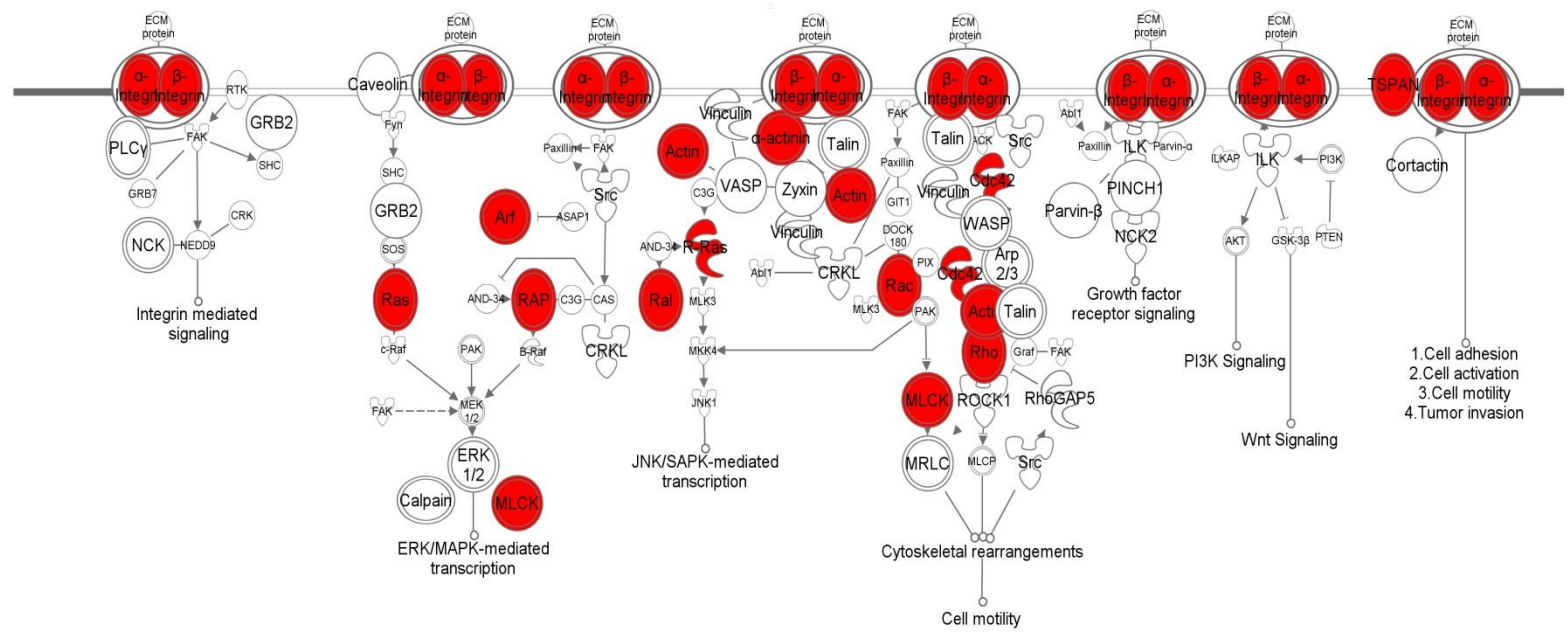 ECM
protein
α-
Integrin
β-
Integrin
RTK
GRB2
PLCγ
FAK
SHC
GRB7
NCK
NEDD9
CRK
Integrin mediated
signaling
Caveolin
ECM
protein
α-
Integrin
β-
Integrin
Fyn
SHC
GRB2
SOS
Ras
c-Raf
PAK
FAK
MEK
1/2
ERK
1/2
Calpain
MLCK
ERK/MAPK-mediated
transcription
ECM
protein
α-
Integrin
β-
Integrin
Paxillin
FAK
Src
Arf
ASAP1
AND-34
RAP
C3G
CAS
B-Raf
CRKL
ECM
protein
β-
Integrin
α-
Integrin
Vinculin
Actin
α-actinin
Talin
VASP
Zyxin
Actin
C3G
Vinculin
AND-34
R-Ras
Abl1
CRKL
Ral
MLK3
MKK4
JNK1
JNK/SAPK-mediated
transcription
ECM
protein
β-
Integrin
α-
Integrin
FAK
Talin
ACK
Src
Paxillin
Cdc42
Vinculin
GIT1
WASP
DOCK
180
PIX
Cdc42
Arp
2/3
Rac
MLK3
PAK
Acti
Talin
Rho
Graf
FAK
MLCK
ROCK1
RhoGAP5
MRLC
MLCP
Src
Cytoskeletal rearrangements
Cell motility
ECM
protein
β-
Integrin
α-
Integrin
Abl1
Paxillin
ILK
Parvin-α
PINCH1
Parvin-β
NCK2
Growth factor
receptor signaling
ECM
protein
β-
Integrin
α-
Integrin
ILKAP
ILK
PI3K
AKT
GSK-3β
PTEN
PI3K Signaling
Wnt Signaling
TSPAN
ECM
protein
β-
Integrin
α-
Integrin
Cortactin
1.Cell adhesion
2.Cell activation
3.Cell motility
4.Tumor invasion